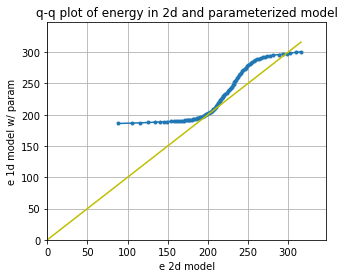 q-q plot of energy in 2d and parameterized model
300
250
200
150
100
50
0
e 1d model w/ param
0 50 100 150 200 250 300
e 2d model